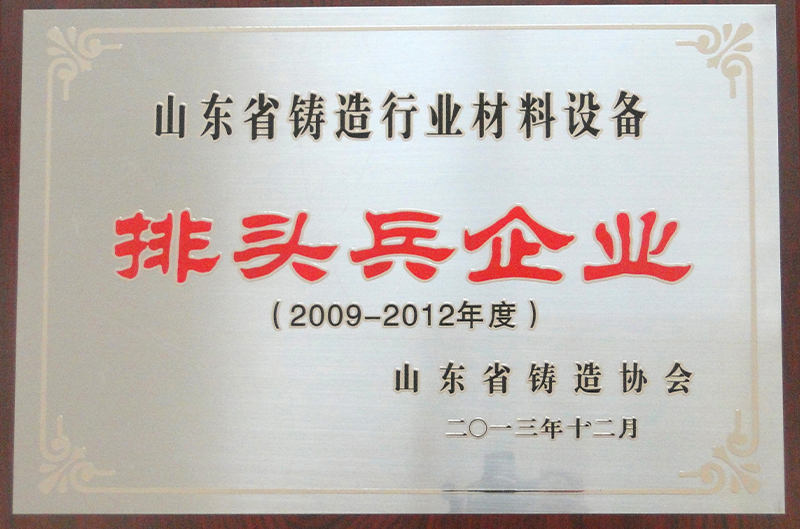 山东省铸造行业材料设备
排头兵企业
（2009-2012年度）
山东省铸造协会
二〇一三年十二月